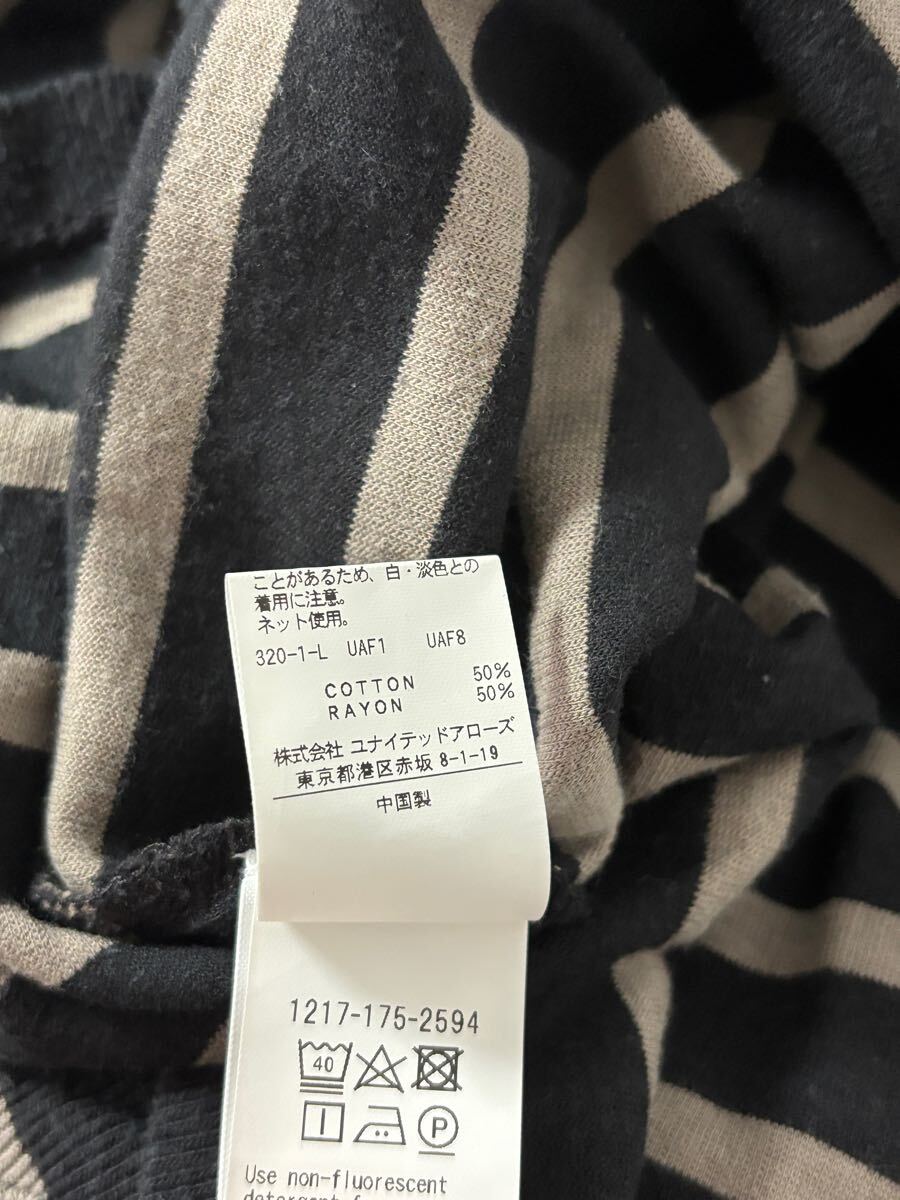 ことがあるため、白・淡色との
着用に注意。
ネット使用。
320-1-L UAF1 UAF8
COTTON 50%
RAYON 50%
株式会社 ユナイテッドアローズ
東京都港区赤坂 8-1-19
中国製
1217-175-2594
40
P
Use non-fluorescent
detergent f